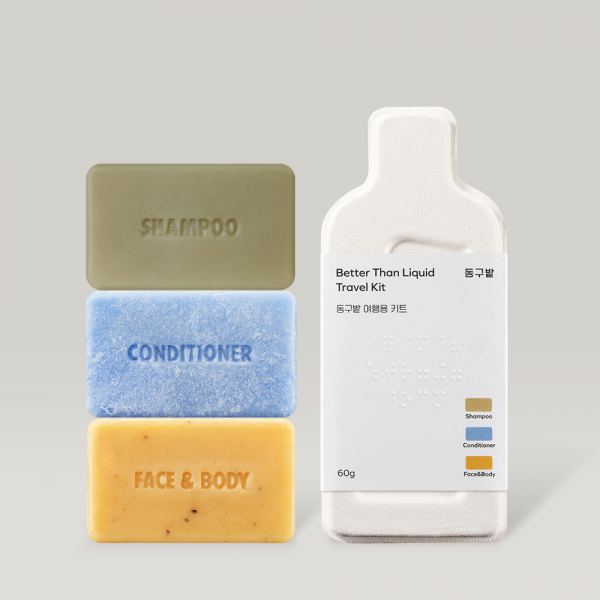 SHAMPOO
CONDITIONER
FACE & BODY
Better Than Liquid
Travel Kit
동구밭
동구밭 여행용 키트
Shampoo
Conditioner
Face&Body
60g